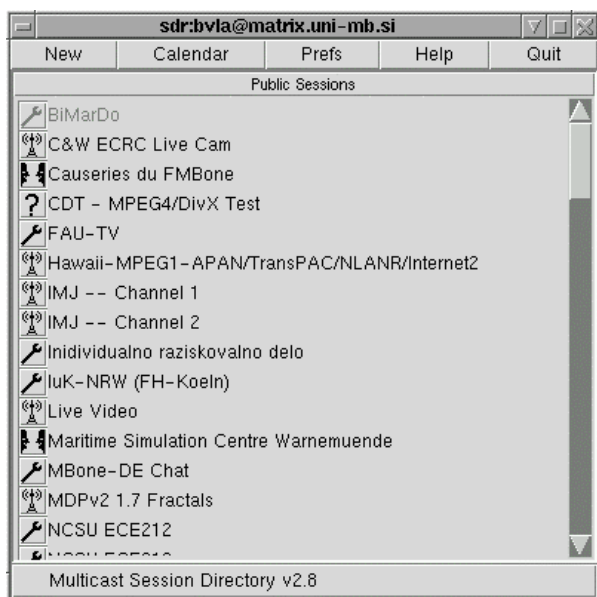 sdr:bvla@matrix.uni-mb.si
New Calendar Prefs Help Quit
Public Sessions
BiMarDo
C&W ECRC Live Cam
Causeries du FMBone
CDT - MPEG4/DivX Test
FAU-TV
Hawaii-MPEG1-APAN/TransPAC/NLANR/Internet2
IMJ -- Channel 1
IMJ -- Channel 2
Inidividualno raziskovalno delo
IuK-NRW (FH-Koeln)
Live Video
Maritime Simulation Centre Warnemuende
MBone-DE Chat
MDPv2 1.7 Fractals
NCSU ECE212
Multicast Session Directory v2.8